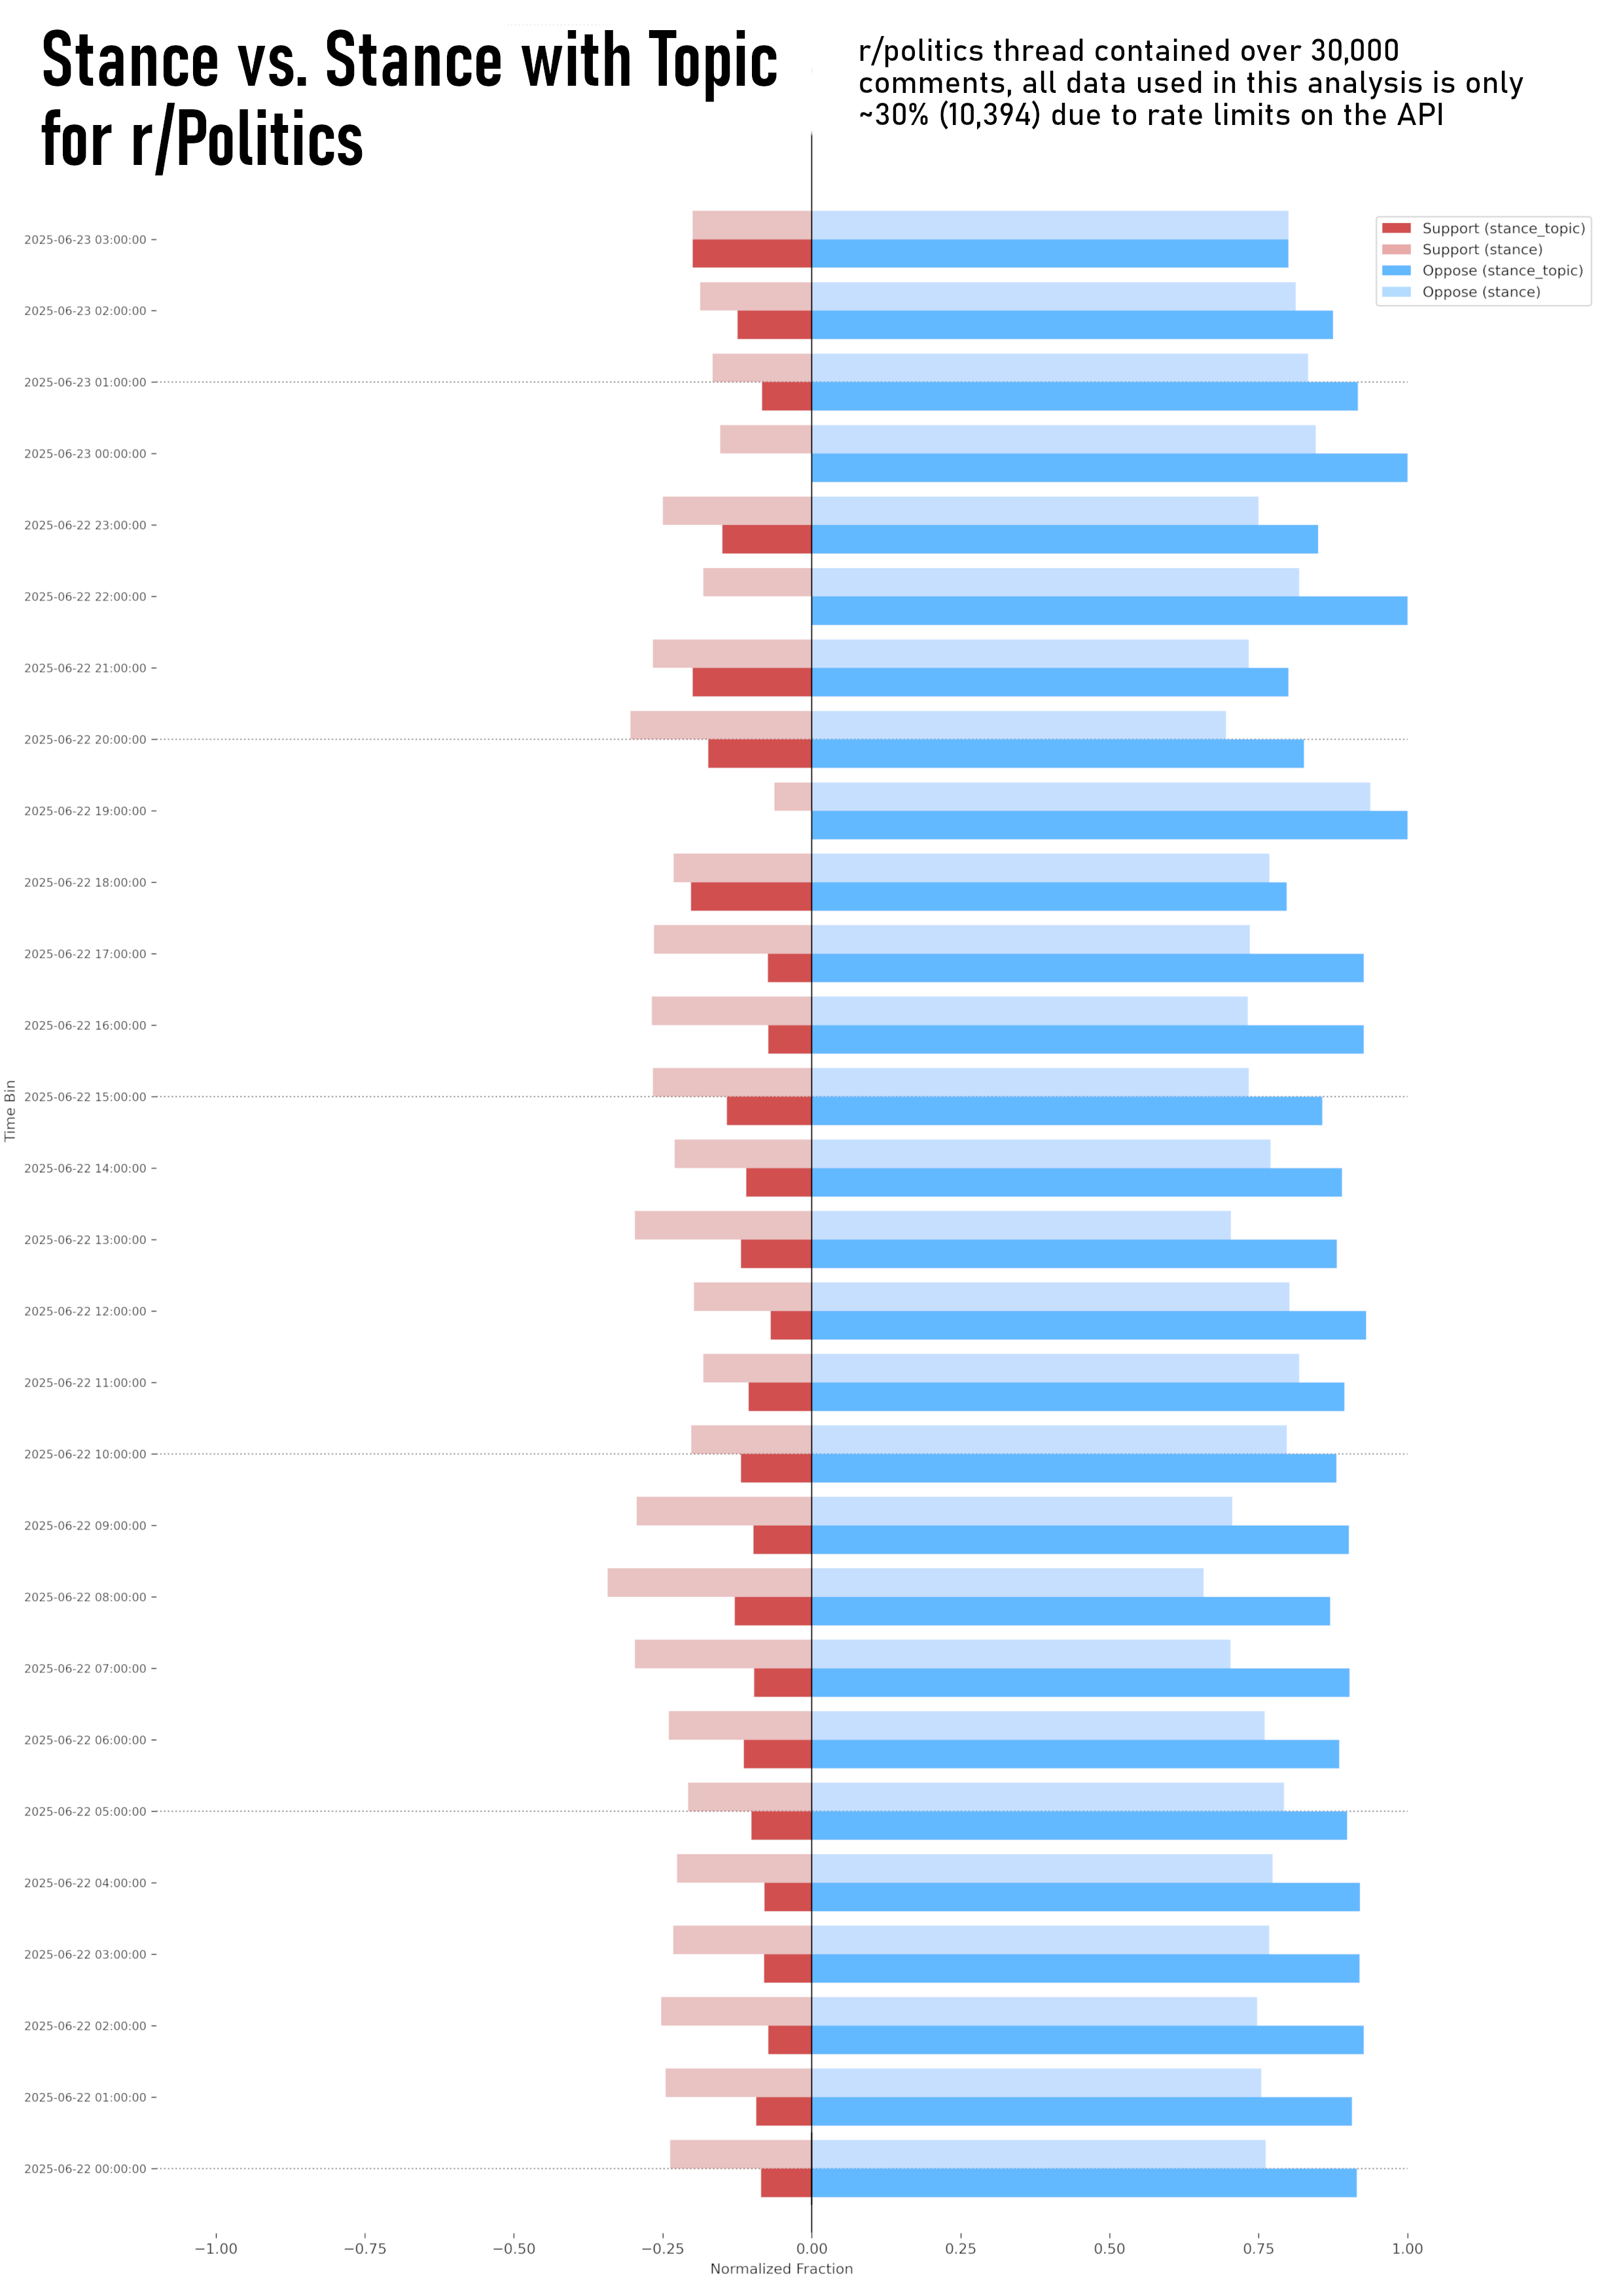 Stance vs. Stance with Topic
for r/Politics
r/politics thread contained over 30,000
comments, all data used in this analysis is only
~30% (10,394) due to rate limits on the API
Support (stance_topic)
Support (stance)
Oppose (stance_topic)
Oppose (stance)
2025-06-23 03:00:00
2025-06-23 02:00:00
2025-06-23 01:00:00
2025-06-23 00:00:00
2025-06-22 23:00:00
2025-06-22 22:00:00
2025-06-22 21:00:00
2025-06-22 20:00:00
2025-06-22 19:00:00
2025-06-22 18:00:00
2025-06-22 17:00:00
2025-06-22 16:00:00
2025-06-22 15:00:00
2025-06-22 14:00:00
2025-06-22 13:00:00
2025-06-22 12:00:00
2025-06-22 11:00:00
2025-06-22 10:00:00
2025-06-22 09:00:00
2025-06-22 08:00:00
2025-06-22 07:00:00
2025-06-22 06:00:00
2025-06-22 05:00:00
2025-06-22 04:00:00
2025-06-22 03:00:00
2025-06-22 02:00:00
2025-06-22 01:00:00
2025-06-22 00:00:00
Time Bin
−1.00 −0.75 −0.50 −0.25 0.00 0.25 0.50 0.75 1.00
Normalized Fraction